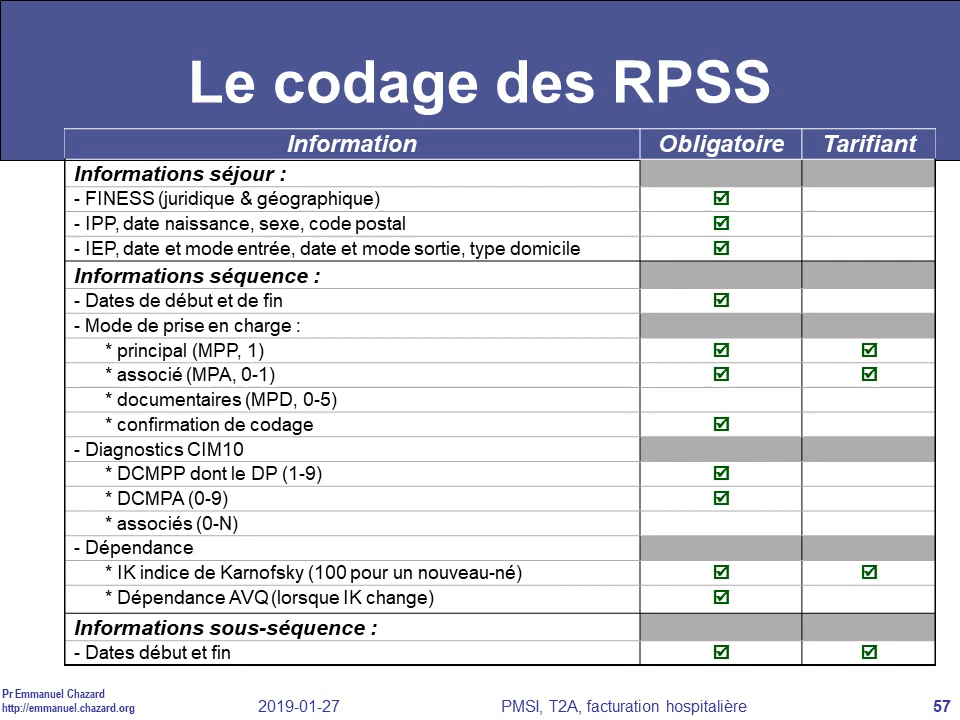 Le codage des RPSS
Information Obligatoire Tarifiant
Informations séjour :
- FINESS (juridique & géographique) ☑
- IPP, date naissance, sexe, code postal ☑
- IEP, date et mode entrée, date et mode sortie, type domicile ☑
Informations séquence :
- Dates de début et de fin ☑
- Mode de prise en charge :
* principal (MPP, 1) ☑ ☑
* associé (MPA, 0-1) ☑ ☑
* documentaires (MPD, 0-5)
* confirmation de codage ☑
- Diagnostics CIM10
* DCMPP dont le DP (1-9) ☑
* DCMPA (0-9) ☑
* associés (0-N)
- Dépendance
* IK indice de Karnofsky (100 pour un nouveau-né) ☑ ☑
* Dépendance AVQ (lorsque IK change) ☑
Informations sous-séquence :
- Dates début et fin ☑ ☑
Pr Emmanuel Chazard
http://emmanuel.chazard.org
2019-01-27 PMSI, T2A, facturation hospitalière 57